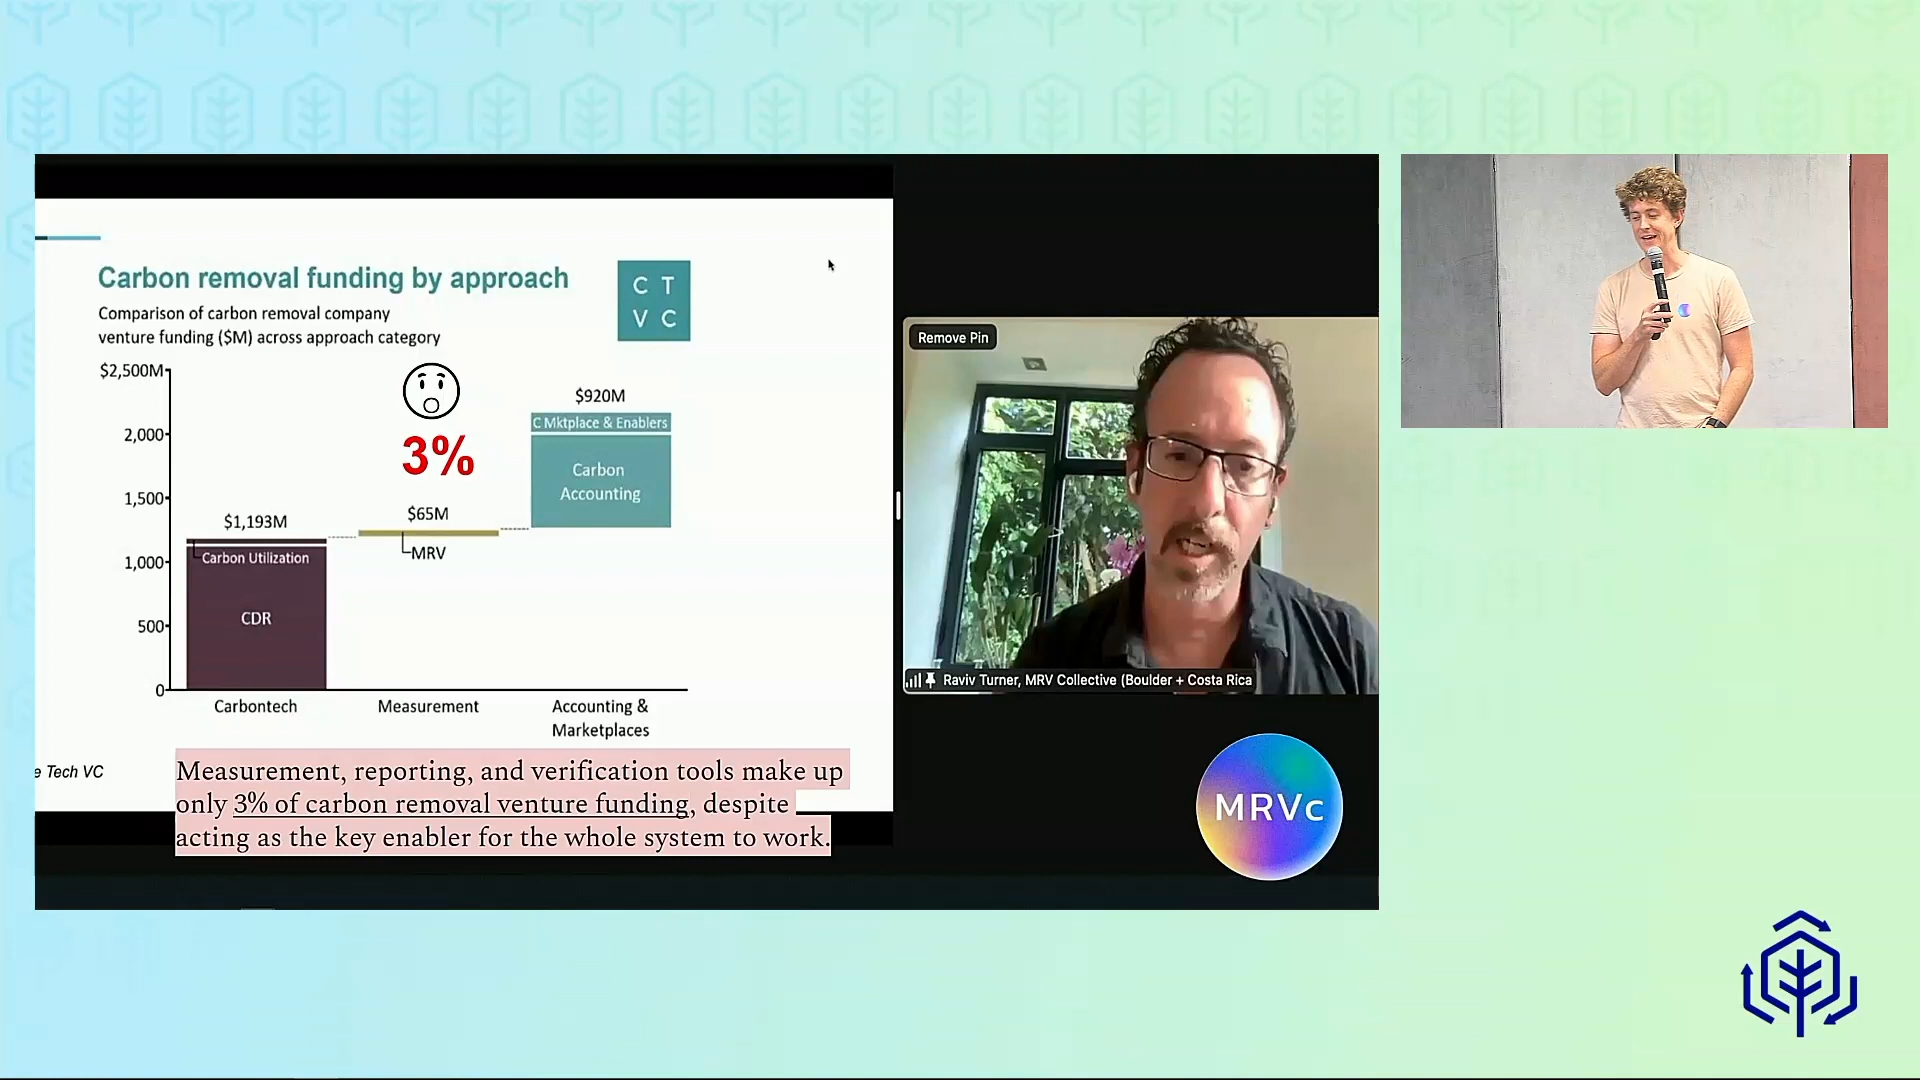 Carbon removal funding by approach
Comparison of carbon removal company
venture funding ($M) across approach category
C T
V C
$2,500M
2,000
1,500
1,000
500
0
3%
$1,193M
Carbon Utilization
CDR
$65M
MRV
$920M
C Mktplace & Enablers
Carbon
Accounting
Carbontech
Measurement
Accounting &
Marketplaces
e Tech VC
Measurement, reporting, and verification tools make up
only 3% of carbon removal venture funding, despite
acting as the key enabler for the whole system to work.
Remove Pin
Raviv Turner, MRV Collective (Boulder + Costa Rica
MRVc